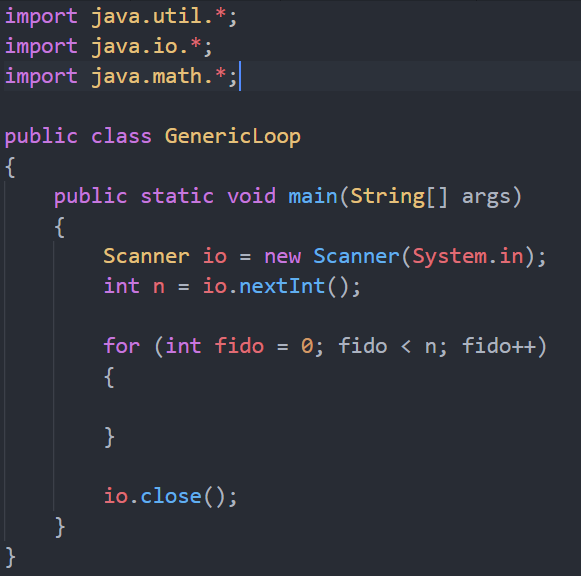 import java.util.*;
import java.io.*;
import java.math.*;
public class GenericLoop
{
public static void main(String[] args)
{
Scanner io = new Scanner(System.in);
int n = io.nextInt();
for (int fido = 0; fido < n; fido++)
{
}
io.close();
}
}